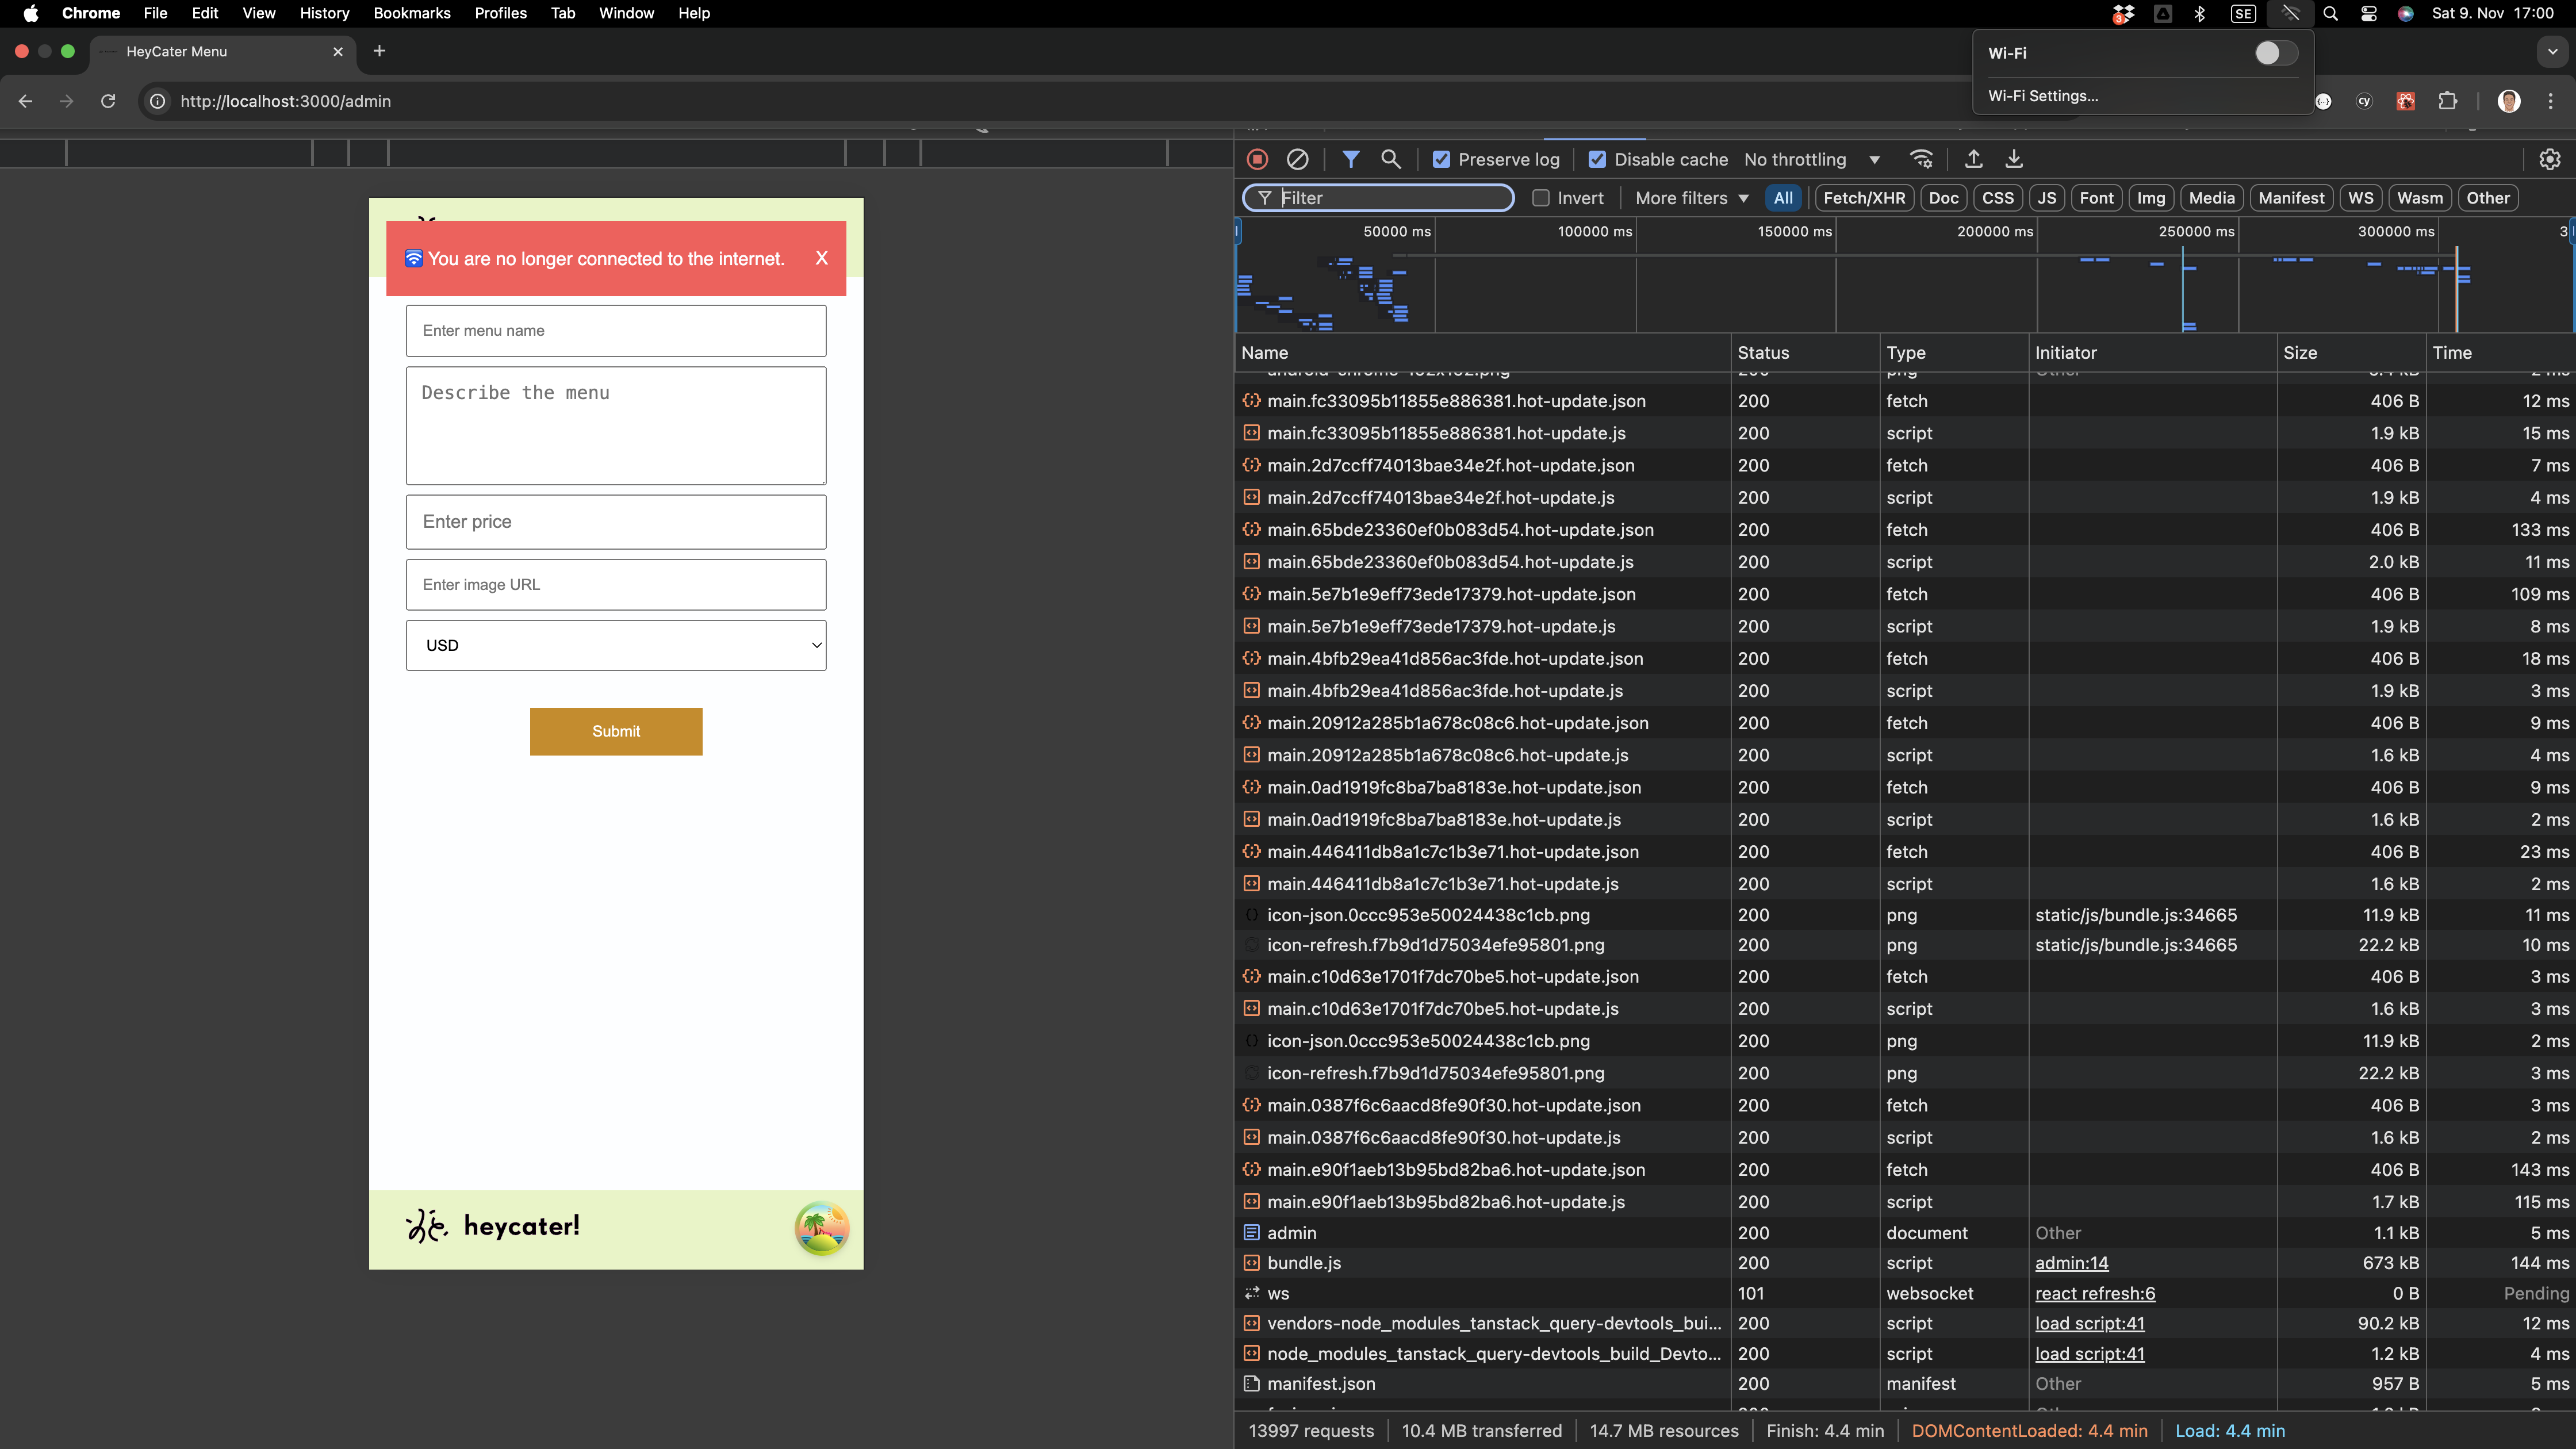 Chrome File Edit View History Bookmarks Profiles Tab Window Help 3 SE Sat 9. Nov 17:00
HeyCater Menu
Wi-Fi
http://localhost:3000/admin
Wi-Fi Settings...
cy
Preserve log Disable cache No throttling
Filter Invert More filters All Fetch/XHR Doc CSS JS Font Img Media Manifest WS Wasm Other
50000 ms 100000 ms 150000 ms 200000 ms 250000 ms 300000 ms 3
You are no longer connected to the internet. X
Enter menu name
Describe the menu
Enter price
Enter image URL
USD
Submit
heycater!
Name Status Type Initiator Size Time
main.fc33095b11855e886381.hot-update.json 200 fetch 406 B 12 ms
main.fc33095b11855e886381.hot-update.js 200 script 1.9 kB 15 ms
main.2d7ccff74013bae34e2f.hot-update.json 200 fetch 406 B 7 ms
main.2d7ccff74013bae34e2f.hot-update.js 200 script 1.9 kB 4 ms
main.65bde23360ef0b083d54.hot-update.json 200 fetch 406 B 133 ms
main.65bde23360ef0b083d54.hot-update.js 200 script 2.0 kB 11 ms
main.5e7b1e9eff73ede17379.hot-update.json 200 fetch 406 B 109 ms
main.5e7b1e9eff73ede17379.hot-update.js 200 script 1.9 kB 8 ms
main.4bfb29ea41d856ac3fde.hot-update.json 200 fetch 406 B 18 ms
main.4bfb29ea41d856ac3fde.hot-update.js 200 script 1.9 kB 3 ms
main.20912a285b1a678c08c6.hot-update.json 200 fetch 406 B 9 ms
main.20912a285b1a678c08c6.hot-update.js 200 script 1.6 kB 4 ms
main.0ad1919fc8ba7ba8183e.hot-update.json 200 fetch 406 B 9 ms
main.0ad1919fc8ba7ba8183e.hot-update.js 200 script 1.6 kB 2 ms
main.446411db8a1c7c1b3e71.hot-update.json 200 fetch 406 B 23 ms
main.446411db8a1c7c1b3e71.hot-update.js 200 script 1.6 kB 2 ms
icon-json.0ccc953e50024438c1cb.png 200 png static/js/bundle.js:34665 11.9 kB 11 ms
icon-refresh.f7b9d1d75034efe95801.png 200 png static/js/bundle.js:34665 22.2 kB 10 ms
main.c10d63e1701f7dc70be5.hot-update.json 200 fetch 406 B 3 ms
main.c10d63e1701f7dc70be5.hot-update.js 200 script 1.6 kB 3 ms
icon-json.0ccc953e50024438c1cb.png 200 png 11.9 kB 2 ms
icon-refresh.f7b9d1d75034efe95801.png 200 png 22.2 kB 3 ms
main.0387f6c6aacd8fe90f30.hot-update.json 200 fetch 406 B 3 ms
main.0387f6c6aacd8fe90f30.hot-update.js 200 script 1.6 kB 2 ms
main.e90f1aeb13b95bd82ba6.hot-update.json 200 fetch 406 B 143 ms
main.e90f1aeb13b95bd82ba6.hot-update.js 200 script 1.7 kB 115 ms
admin 200 document Other 1.1 kB 5 ms
bundle.js 200 script admin:14 673 kB 144 ms
ws 101 websocket react refresh:6 0 B Pending
vendors-node_modules_tanstack_query-devtools_bui... 200 script load script:41 90.2 kB 12 ms
node_modules_tanstack_query-devtools_build_Devto... 200 script load script:41 1.2 kB 4 ms
manifest.json 200 manifest Other 957 B 5 ms
13997 requests 10.4 MB transferred 14.7 MB resources Finish: 4.4 min DOMContentLoaded: 4.4 min Load: 4.4 min